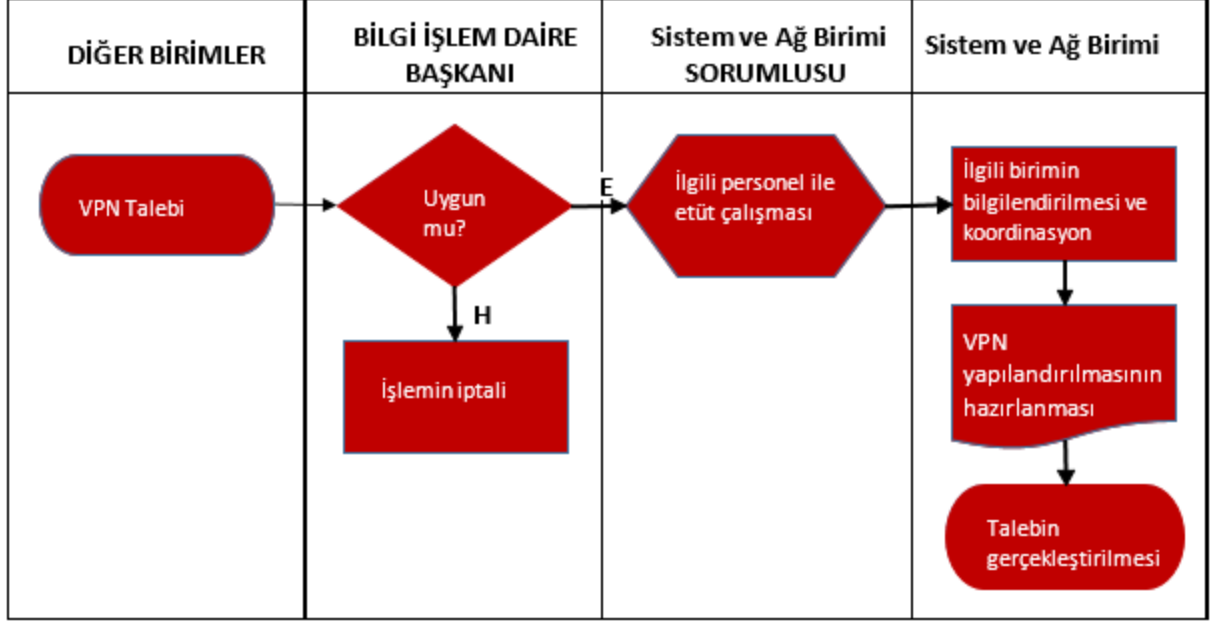 DİĞER BİRİMLER
BİLGİ İŞLEM DAİRE
BAŞKANI
Sistem ve Ağ Birimi
SORUMLUSU
Sistem ve Ağ Birimi
VPN Talebi
Uygun
mu?
E
H
İşlemin iptali
İlgili personel ile
etüt çalışması
İlgili birimin
bilgilendirilmesi ve
koordinasyon
VPN
yapılandırılmasının
hazırlanması
Talebin
gerçekleştirilmesi